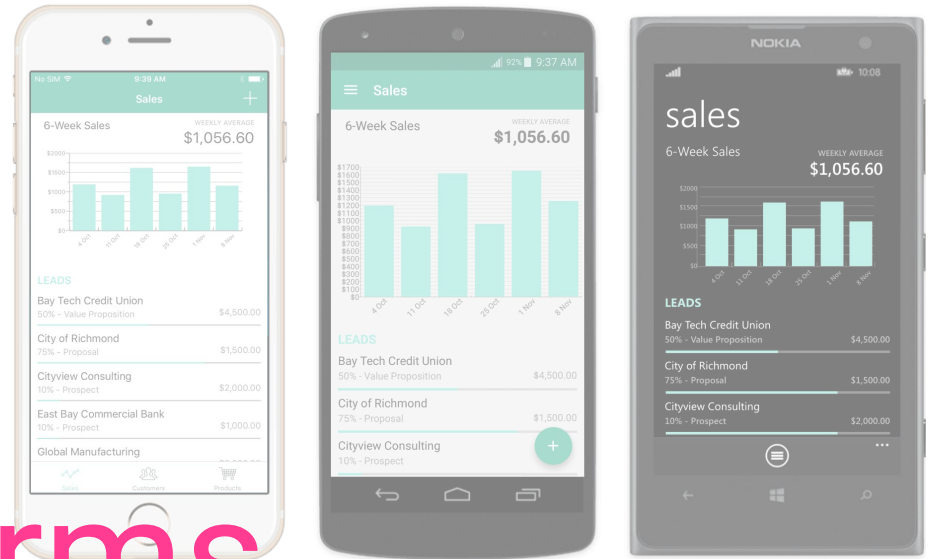 No SIM 9:39 AM
Sales
6-Week Sales
WEEKLY AVERAGE
$1,056.60
$2000
$1500
$1000
$500
$0
4 Oct 11 Oct 18 Oct 25 Oct 1 Nov 8 Nov
LEADS
Bay Tech Credit Union
50% - Value Proposition $4,500.00
City of Richmond
75% - Proposal $1,500.00
Cityview Consulting
10% - Prospect $2,000.00
East Bay Commercial Bank
10% - Prospect $1,000.00
Global Manufacturing
Sales Customers Products
92% 9:37 AM
Sales
6-Week Sales
WEEKLY AVERAGE
$1,056.60
$1700
$1600
$1500
$1400
$1300
$1200
$1100
$1000
$900
$800
$700
$600
$500
$400
$300
$200
$100
$0
4 Oct 11 Oct 18 Oct 25 Oct 1 Nov 8 Nov
LEADS
Bay Tech Credit Union
50% - Value Proposition $4,500.00
City of Richmond
75% - Proposal $1,500.00
Cityview Consulting
10% - Prospect
NOKIA
10:08
sales
6-Week Sales
WEEKLY AVERAGE
$1,056.60
$2000
$1500
$1000
$500
$0
4 Oct 11 Oct 18 Oct 25 Oct 1 Nov 8 Nov
LEADS
Bay Tech Credit Union
50% - Value Proposition $4,500.00
City of Richmond
75% - Proposal $1,500.00
Cityview Consulting
10% - Prospect $2,000.00
rms